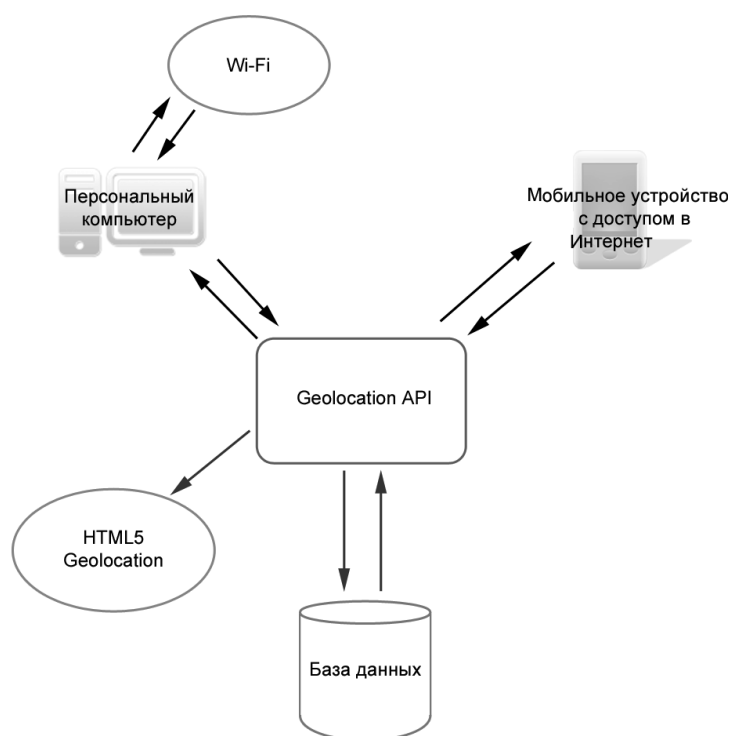 Wi-Fi
Персональный
компьютер
Мобильное устройство
с доступом в
Интернет
Geolocation API
HTML5
Geolocation
База данных